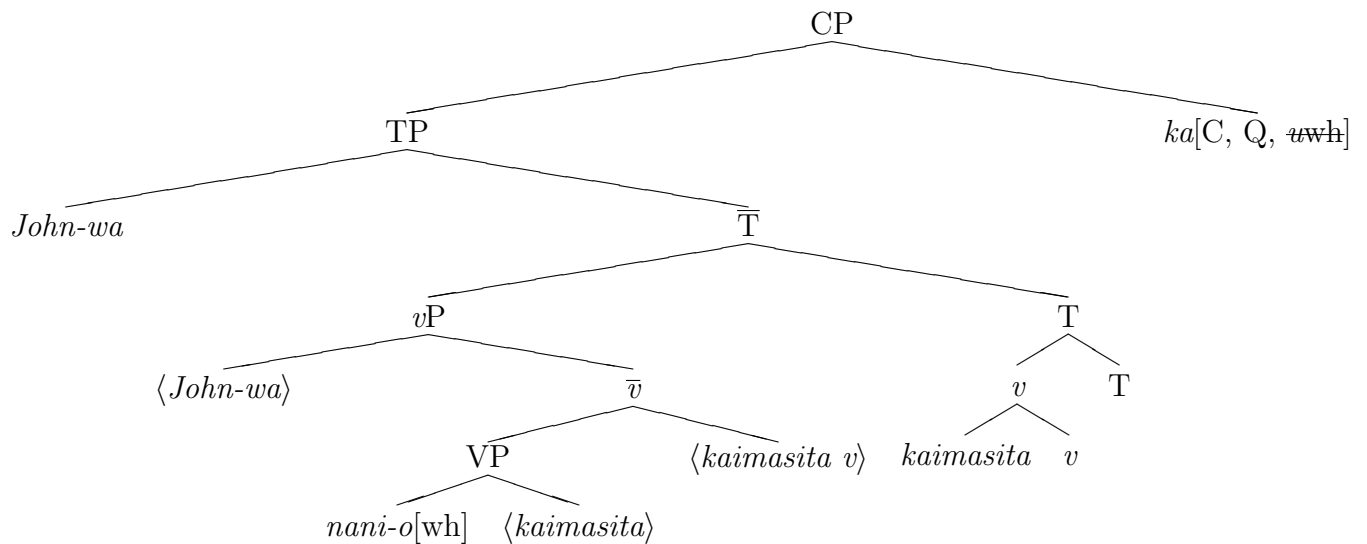 CP
TP ka[C, Q, uwh]
John-wa T̅
vP T
⟨John-wa⟩ v̅ v T
VP ⟨kaimasita v⟩ kaimasita v
nani-o[wh] ⟨kaimasita⟩